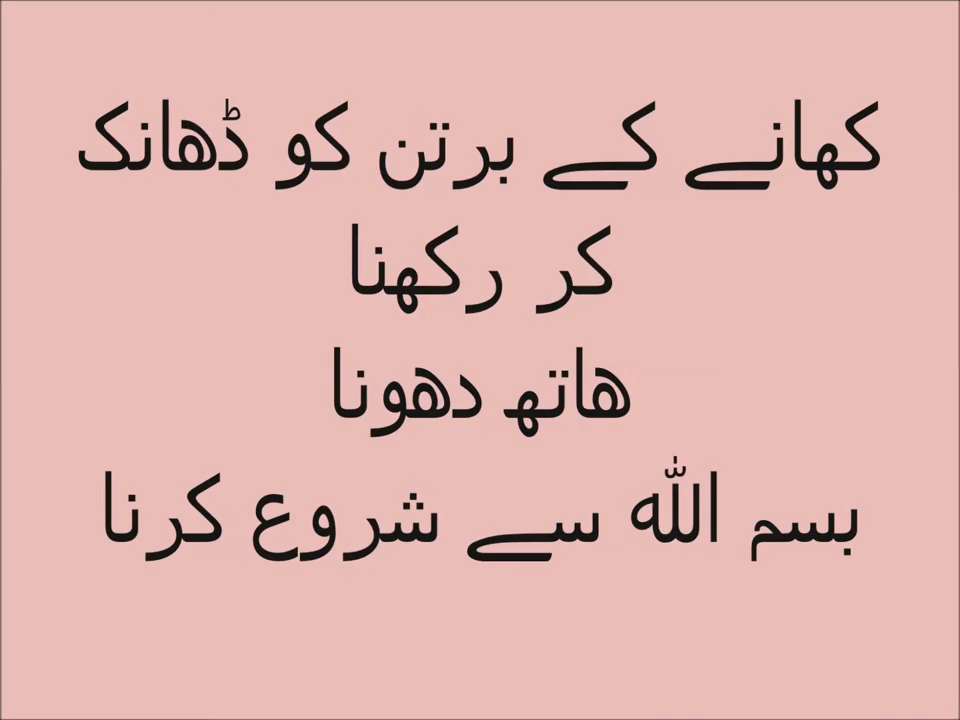 کھانے کے برتن کو ڈھانک
کر رکھنا
ھاتھ دھونا
بسم اللہ سے شروع کرنا